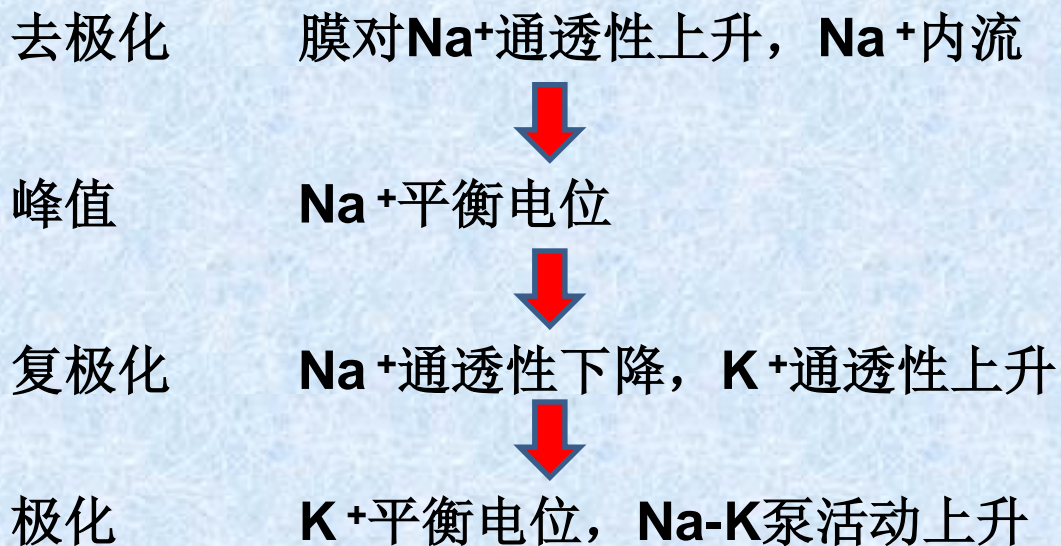 去极化 膜对Na⁺通透性上升，Na⁺内流
峰值 Na⁺平衡电位
复极化 Na⁺通透性下降，K⁺通透性上升
极化 K⁺平衡电位，Na-K泵活动上升